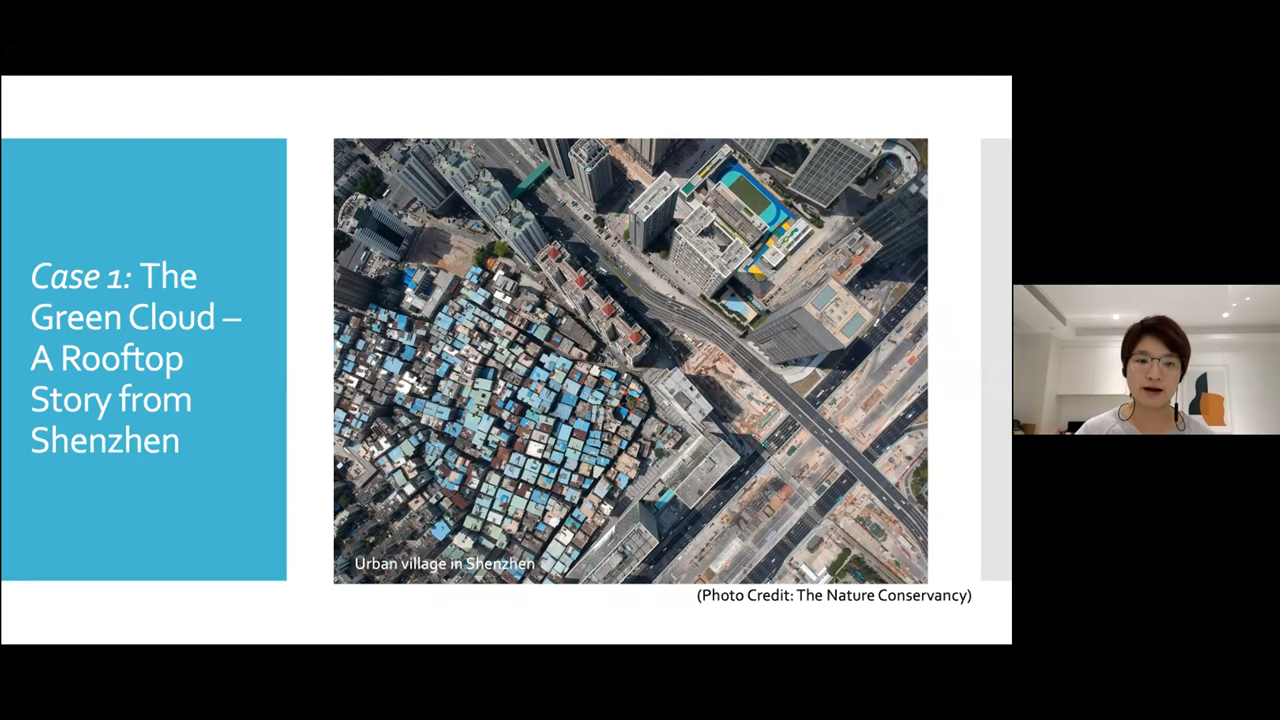 Case 1: The
Green Cloud –
A Rooftop
Story from
Shenzhen
Urban village in Shenzhen
(Photo Credit: The Nature Conservancy)